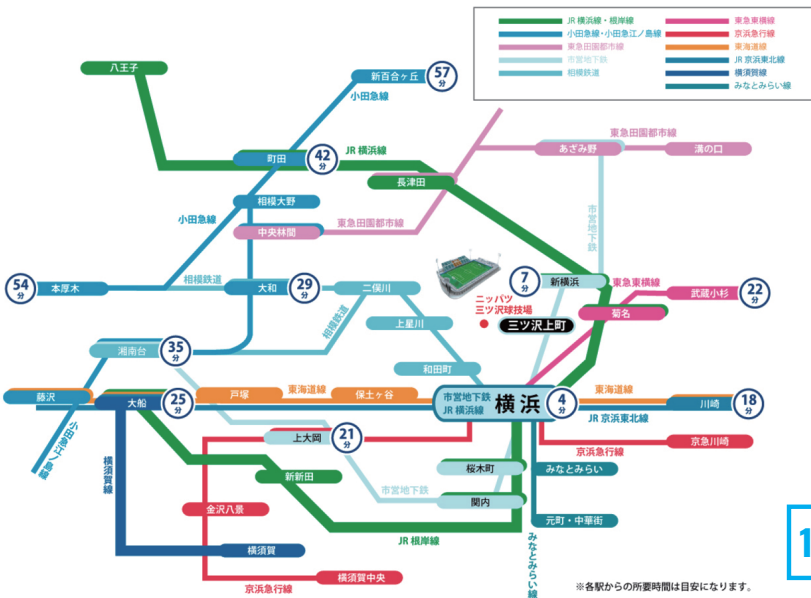 JR 横浜線・根岸線
小田急線・小田急江ノ島線
東急田園都市線
市営地下鉄
相模鉄道
東急東横線
京浜急行線
東海道線
JR 京浜東北線
横須賀線
みなとみらい線
八王子
新百合ヶ丘
57分
小田急線
町田
42分
JR 横浜線
東急田園都市線
あざみ野
溝の口
長津田
相模大野
小田急線
中央林間
東急田園都市線
市営地下鉄
54分
本厚木
相模鉄道
大和
29分
二俣川
7分
新横浜
東急東横線
武蔵小杉
22分
ニッパツ
三ツ沢球技場
三ツ沢上町
菊名
相模鉄道
上星川
湘南台
35分
和田町
藤沢
大船
25分
戸塚
東海道線
保土ヶ谷
市営地下鉄
JR 横浜線
横浜
4分
東海道線
川崎
18分
JR 京浜東北線
小田急江ノ島線
横須賀線
上大岡
21分
京浜急行線
京急川崎
新新田
桜木町
みなとみらい
市営地下鉄
関内
金沢八景
元町・中華街
JR 根岸線
横須賀
みなとみらい線
京浜急行線
横須賀中央
※各駅からの所要時間は目安になります。
1